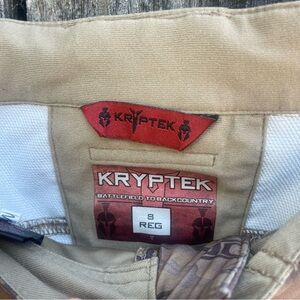 KRYPTEK
KRYPTEK
BATTLEFIELD TO BACKCOUNTRY
8
REG